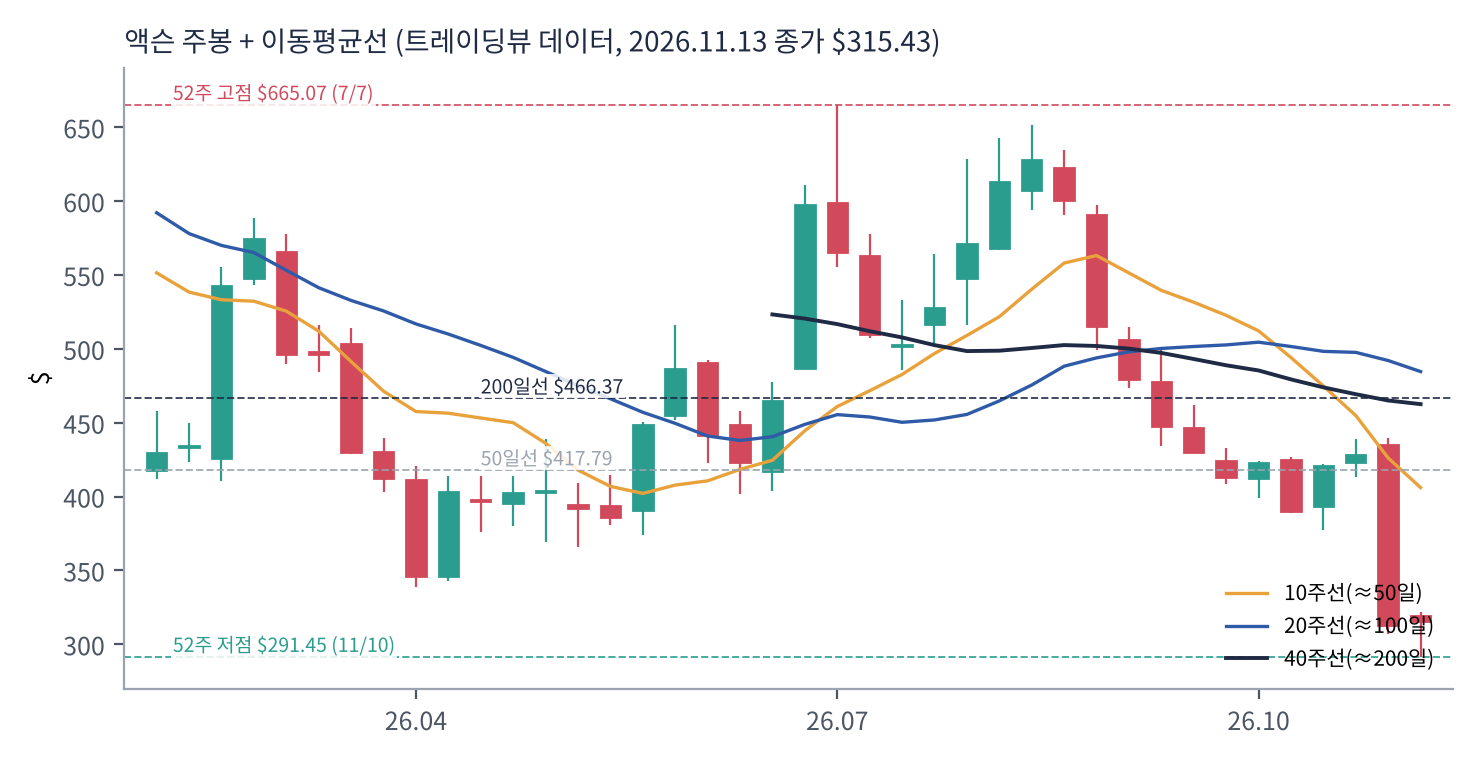 액슨 주봉 + 이동평균선 (트레이딩뷰 데이터, 2026.11.13 종가 $315.43)
52주 고점 $665.07 (7/7)
650
600
550
500
450
400
350
300
$
200일선 $466.37
50일선 $417.79
52주 저점 $291.45 (11/10)
10주선(≈50일)
20주선(≈100일)
40주선(≈200일)
26.04
26.07
26.10